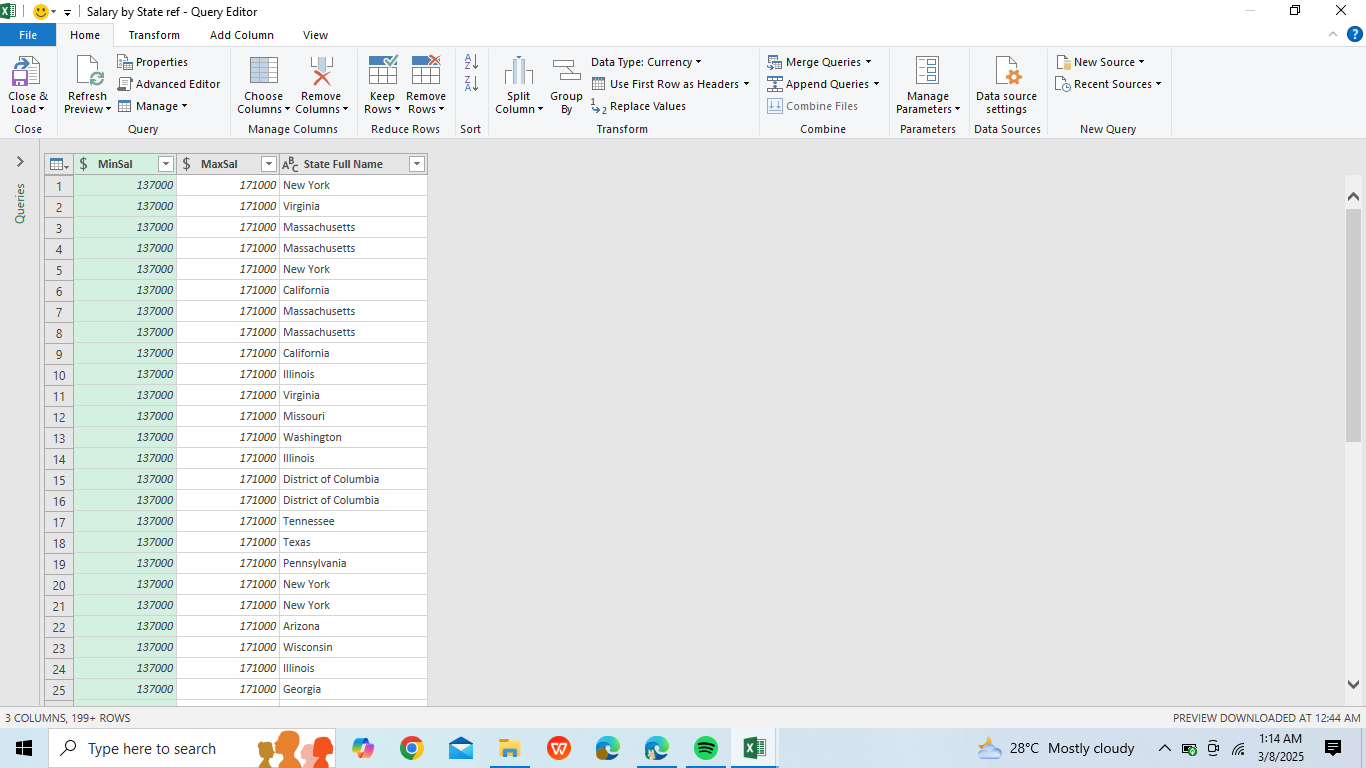 Salary by State ref - Query Editor
File Home Transform Add Column View ?
Close & Load
Refresh Preview
Properties
Advanced Editor
Manage
Choose Columns
Remove Columns
Keep Rows
Remove Rows
A Z
Z A
Split Column
Group By
Data Type: Currency
Use First Row as Headers
1 2 Replace Values
Merge Queries
Append Queries
Combine Files
Manage Parameters
Data source settings
New Source
Recent Sources
Close Query Manage Columns Reduce Rows Sort Transform Combine Parameters Data Sources New Query
Queries
$ MinSal $ MaxSal ABC State Full Name
1 137000 171000 New York
2 137000 171000 Virginia
3 137000 171000 Massachusetts
4 137000 171000 Massachusetts
5 137000 171000 New York
6 137000 171000 California
7 137000 171000 Massachusetts
8 137000 171000 Massachusetts
9 137000 171000 California
10 137000 171000 Illinois
11 137000 171000 Virginia
12 137000 171000 Missouri
13 137000 171000 Washington
14 137000 171000 Illinois
15 137000 171000 District of Columbia
16 137000 171000 District of Columbia
17 137000 171000 Tennessee
18 137000 171000 Texas
19 137000 171000 Pennsylvania
20 137000 171000 New York
21 137000 171000 New York
22 137000 171000 Arizona
23 137000 171000 Wisconsin
24 137000 171000 Illinois
25 137000 171000 Georgia
3 COLUMNS, 199+ ROWS PREVIEW DOWNLOADED AT 12:44 AM
Type here to search 28°C Mostly cloudy 1:14 AM
3/8/2025